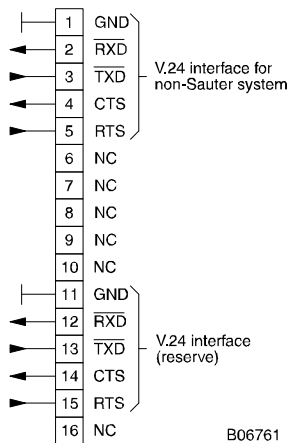 1 GND
2 RXD
3 TXD
4 CTS
5 RTS
V.24 interface for
non-Sauter system
6 NC
7 NC
8 NC
9 NC
10 NC
11 GND
12 RXD
13 TXD
14 CTS
15 RTS
V.24 interface
(reserve)
16 NC
B06761